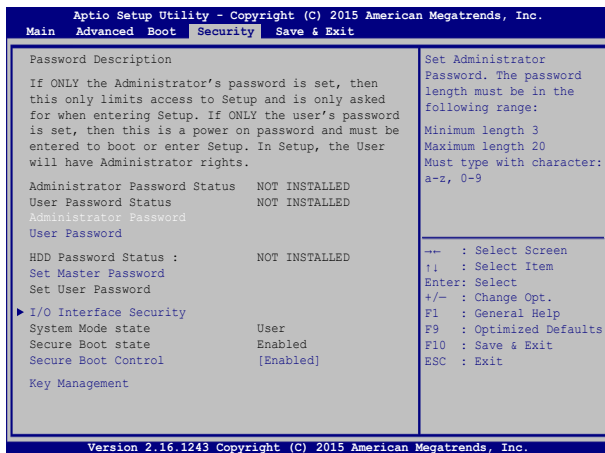 Aptio Setup Utility - Copyright (C) 2015 American Megatrends, Inc.
Main Advanced Boot Security Save & Exit
Password Description
If ONLY the Administrator's password is set, then
this only limits access to Setup and is only asked
for when entering Setup. If ONLY the user's password
is set, then this is a power on password and must be
entered to boot or enter Setup. In Setup, the User
will have Administrator rights.
Administrator Password Status NOT INSTALLED
User Password Status NOT INSTALLED
Administrator Password
User Password
HDD Password Status : NOT INSTALLED
Set Master Password
Set User Password
I/O Interface Security
System Mode state User
Secure Boot state Enabled
Secure Boot Control [Enabled]
Key Management
Set Administrator
Password. The password
length must be in the
following range:
Minimum length 3
Maximum length 20
Must type with character:
a-z, 0-9
→← : Select Screen
↑↓ : Select Item
Enter: Select
+/— : Change Opt.
F1 : General Help
F9 : Optimized Defaults
F10 : Save & Exit
ESC : Exit
Version 2.16.1243 Copyright (C) 2015 American Megatrends, Inc.